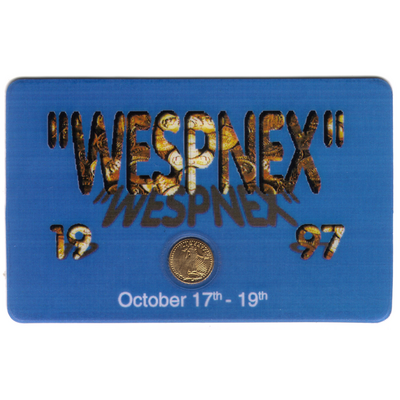 "WESPNEX"
"WESPNEX"
19 97
October 17th - 19th